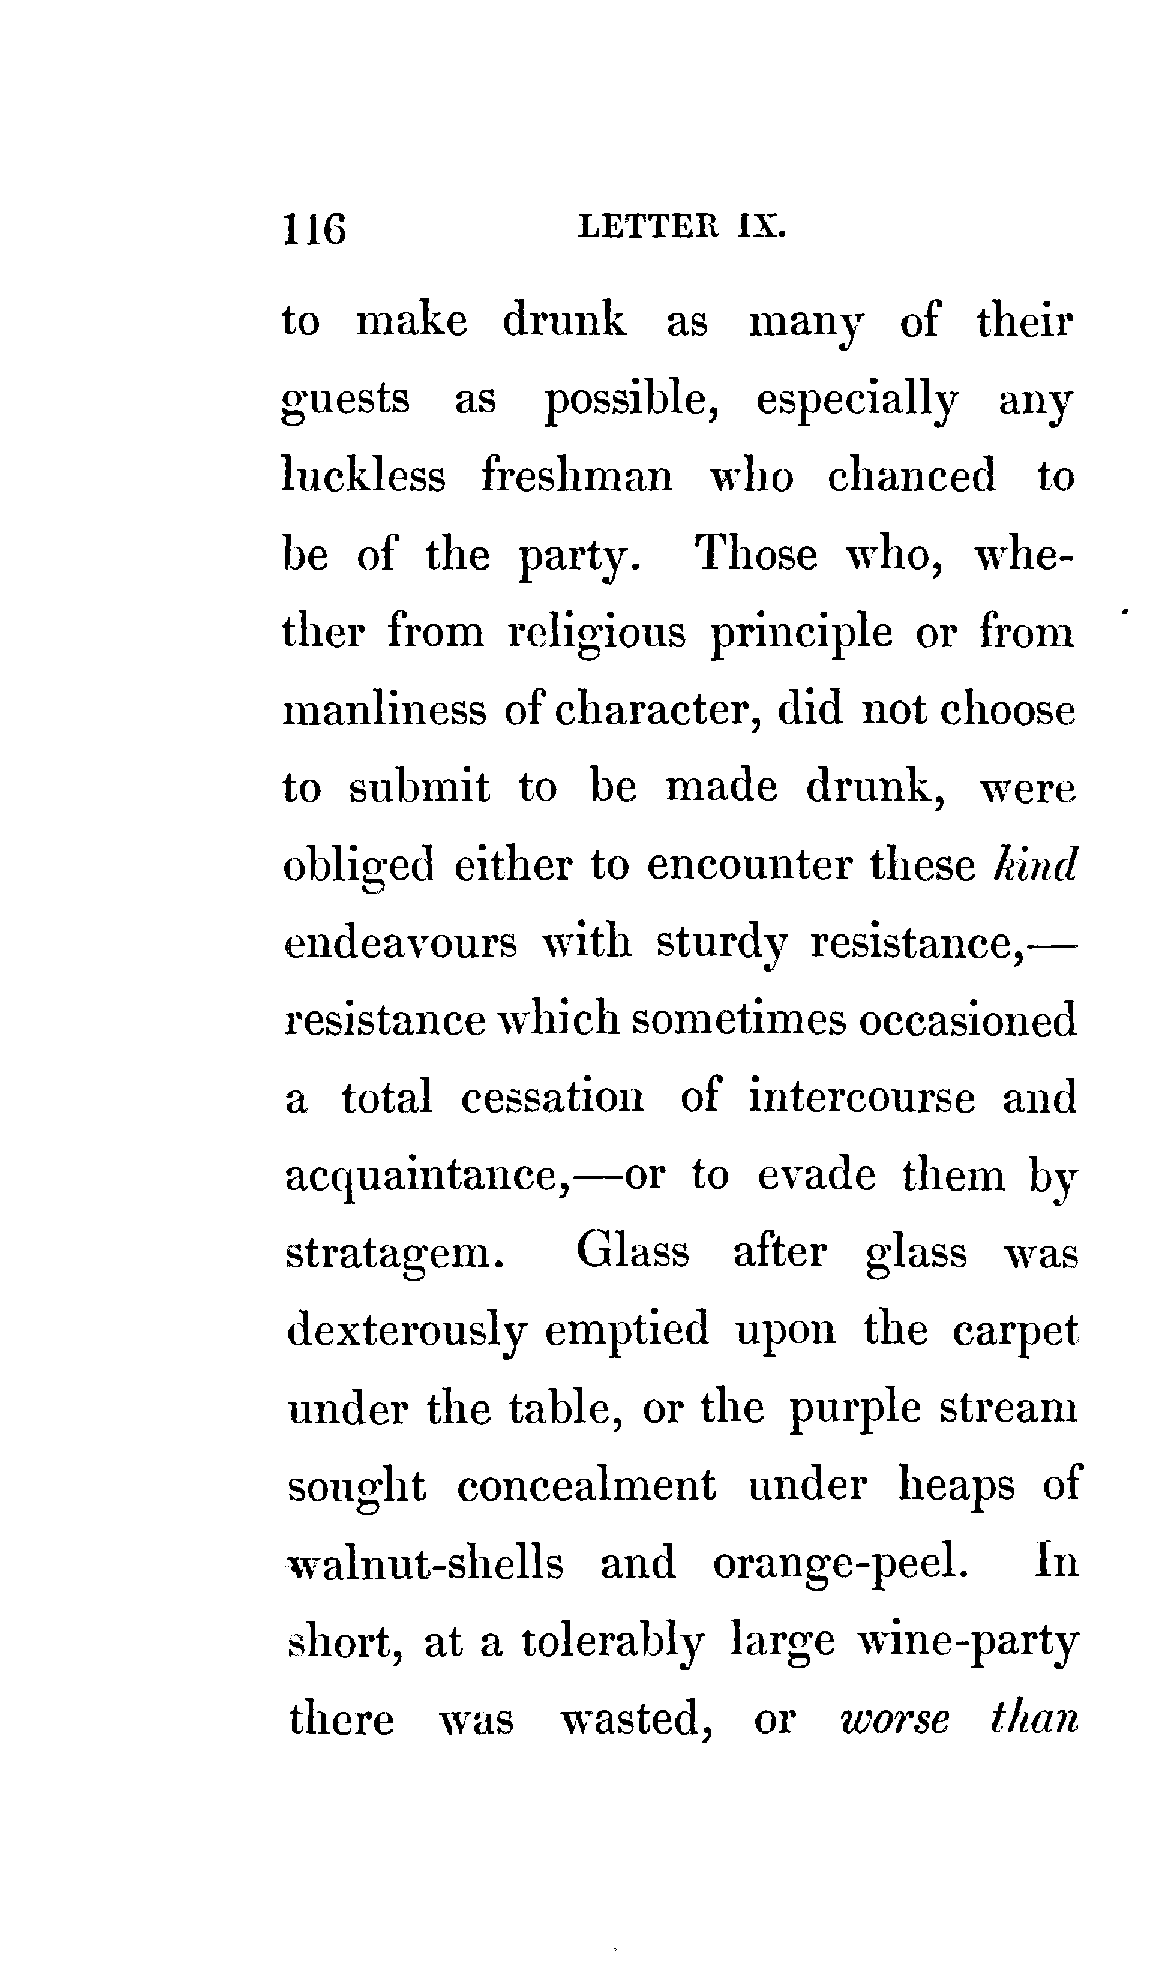 116 LETTER IX.
to make drunk as many of their
guests as possible, especially any
luckless freshman who chanced to
be of the party. Those who, whe-
ther from religious principle or from
manliness of character, did not choose
to submit to be made drunk, were
obliged either to encounter these kind
endeavours with sturdy resistance,—
resistance which sometimes occasioned
a total cessation of intercourse and
acquaintance,—or to evade them by
stratagem. Glass after glass was
dexterously emptied upon the carpet
under the table, or the purple stream
sought concealment under heaps of
walnut-shells and orange-peel. In
short, at a tolerably large wine-party
there was wasted, or worse than